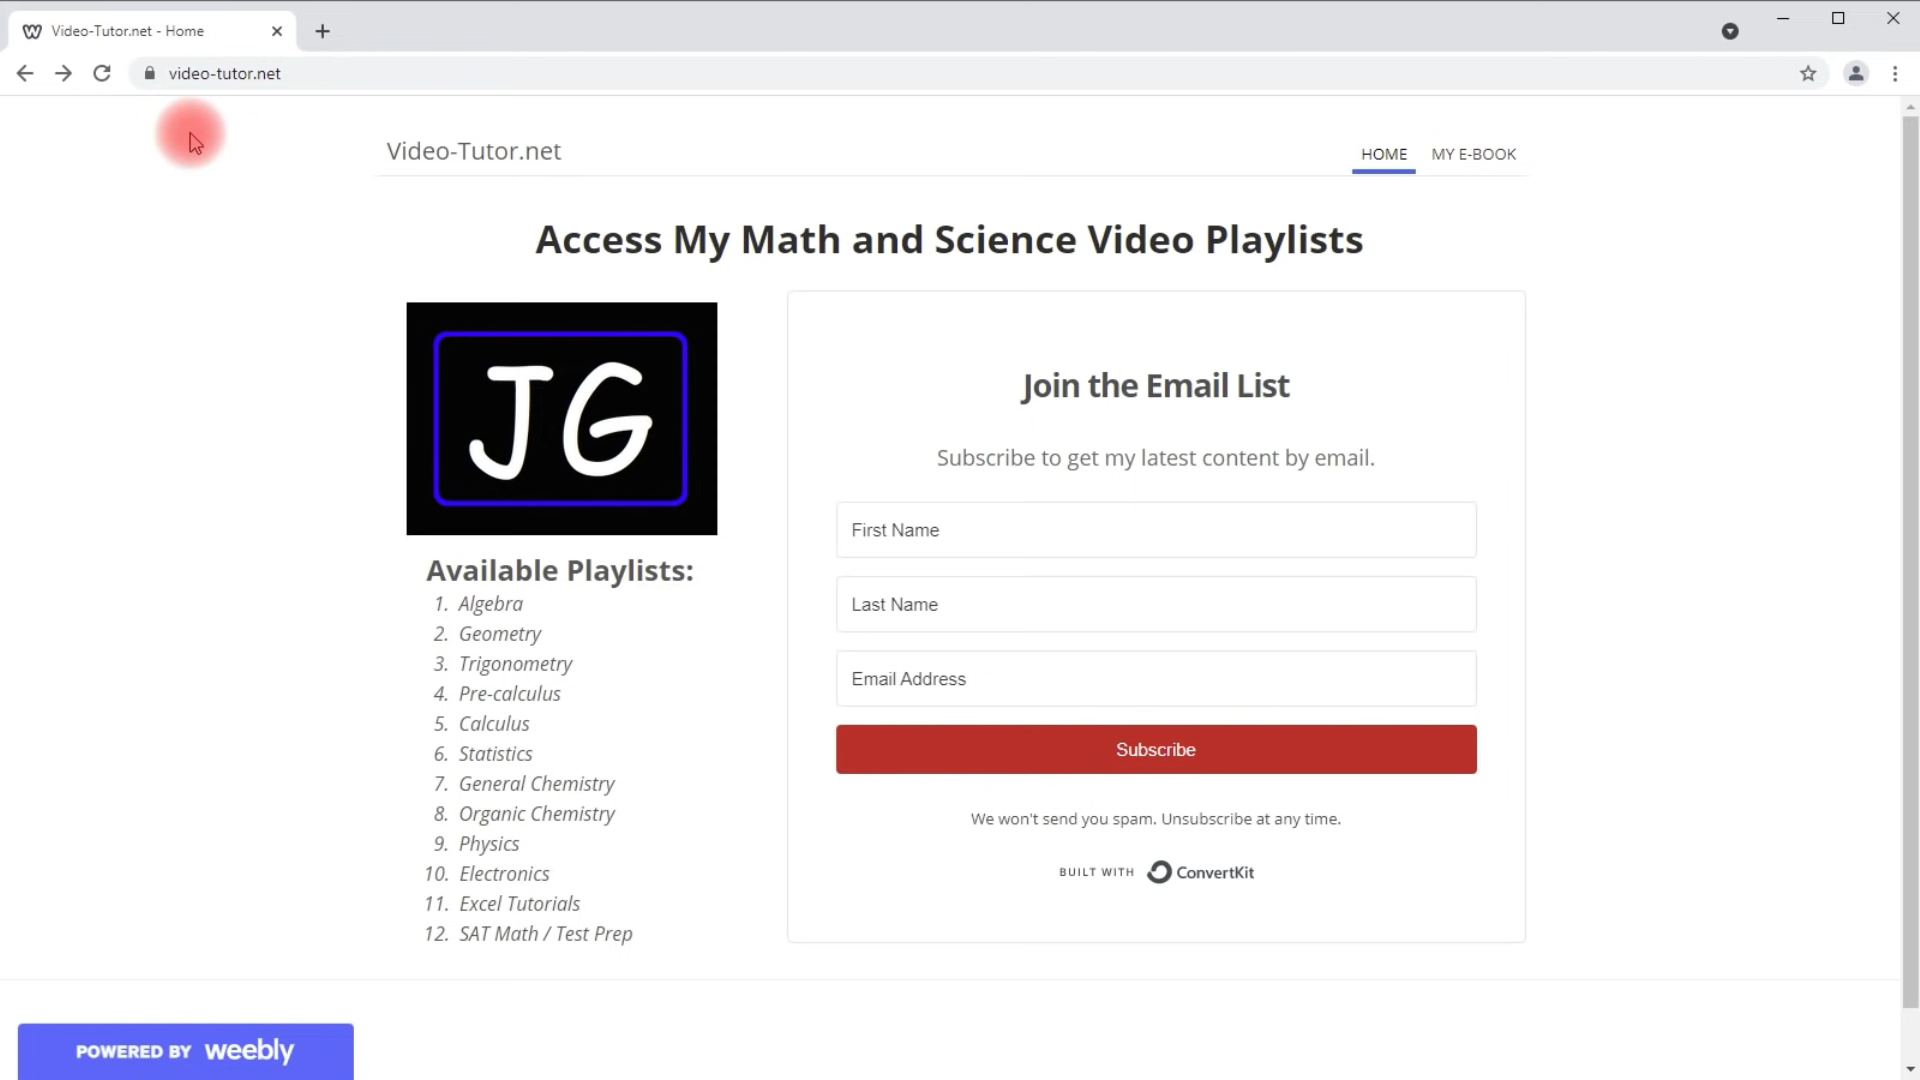 Video-Tutor.net - Home
video-tutor.net
Video-Tutor.net
HOME MY E-BOOK
Access My Math and Science Video Playlists
JG
Available Playlists:
1. Algebra
2. Geometry
3. Trigonometry
4. Pre-calculus
5. Calculus
6. Statistics
7. General Chemistry
8. Organic Chemistry
9. Physics
10. Electronics
11. Excel Tutorials
12. SAT Math / Test Prep
Join the Email List
Subscribe to get my latest content by email.
First Name
Last Name
Email Address
Subscribe
We won't send you spam. Unsubscribe at any time.
BUILT WITH ConvertKit
POWERED BY weebly